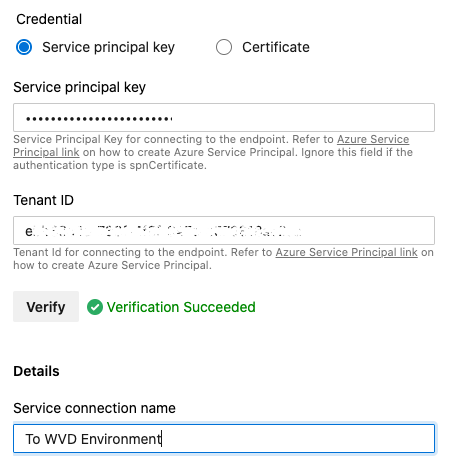 Credential
Service principal key
Certificate
Service principal key
Service Principal Key for connecting to the endpoint. Refer to Azure Service
Principal link on how to create Azure Service Principal. Ignore this field if the
authentication type is spnCertificate.
Tenant ID
Tenant Id for connecting to the endpoint. Refer to Azure Service Principal link on
how to create Azure Service Principal.
Verify
Verification Succeeded
Details
Service connection name
To WVD Environment